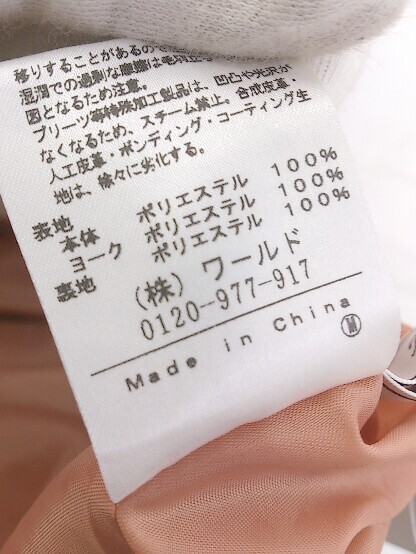 移りすることがあるのでご
湿潤での過剰な摩擦は毛羽立
因となるため注意。
プリーツ等特殊加工製品は、凹凸や光沢が
なくなるため、スチーム禁止。合成皮革・
人工皮革・ボンディング・コーティング生
地は、徐々に劣化する。
表地
本体 ポリエステル 100%
ヨーク ポリエステル 100%
裏地 ポリエステル 100%
(株) ワールド
0120-977-917
Made in China
M